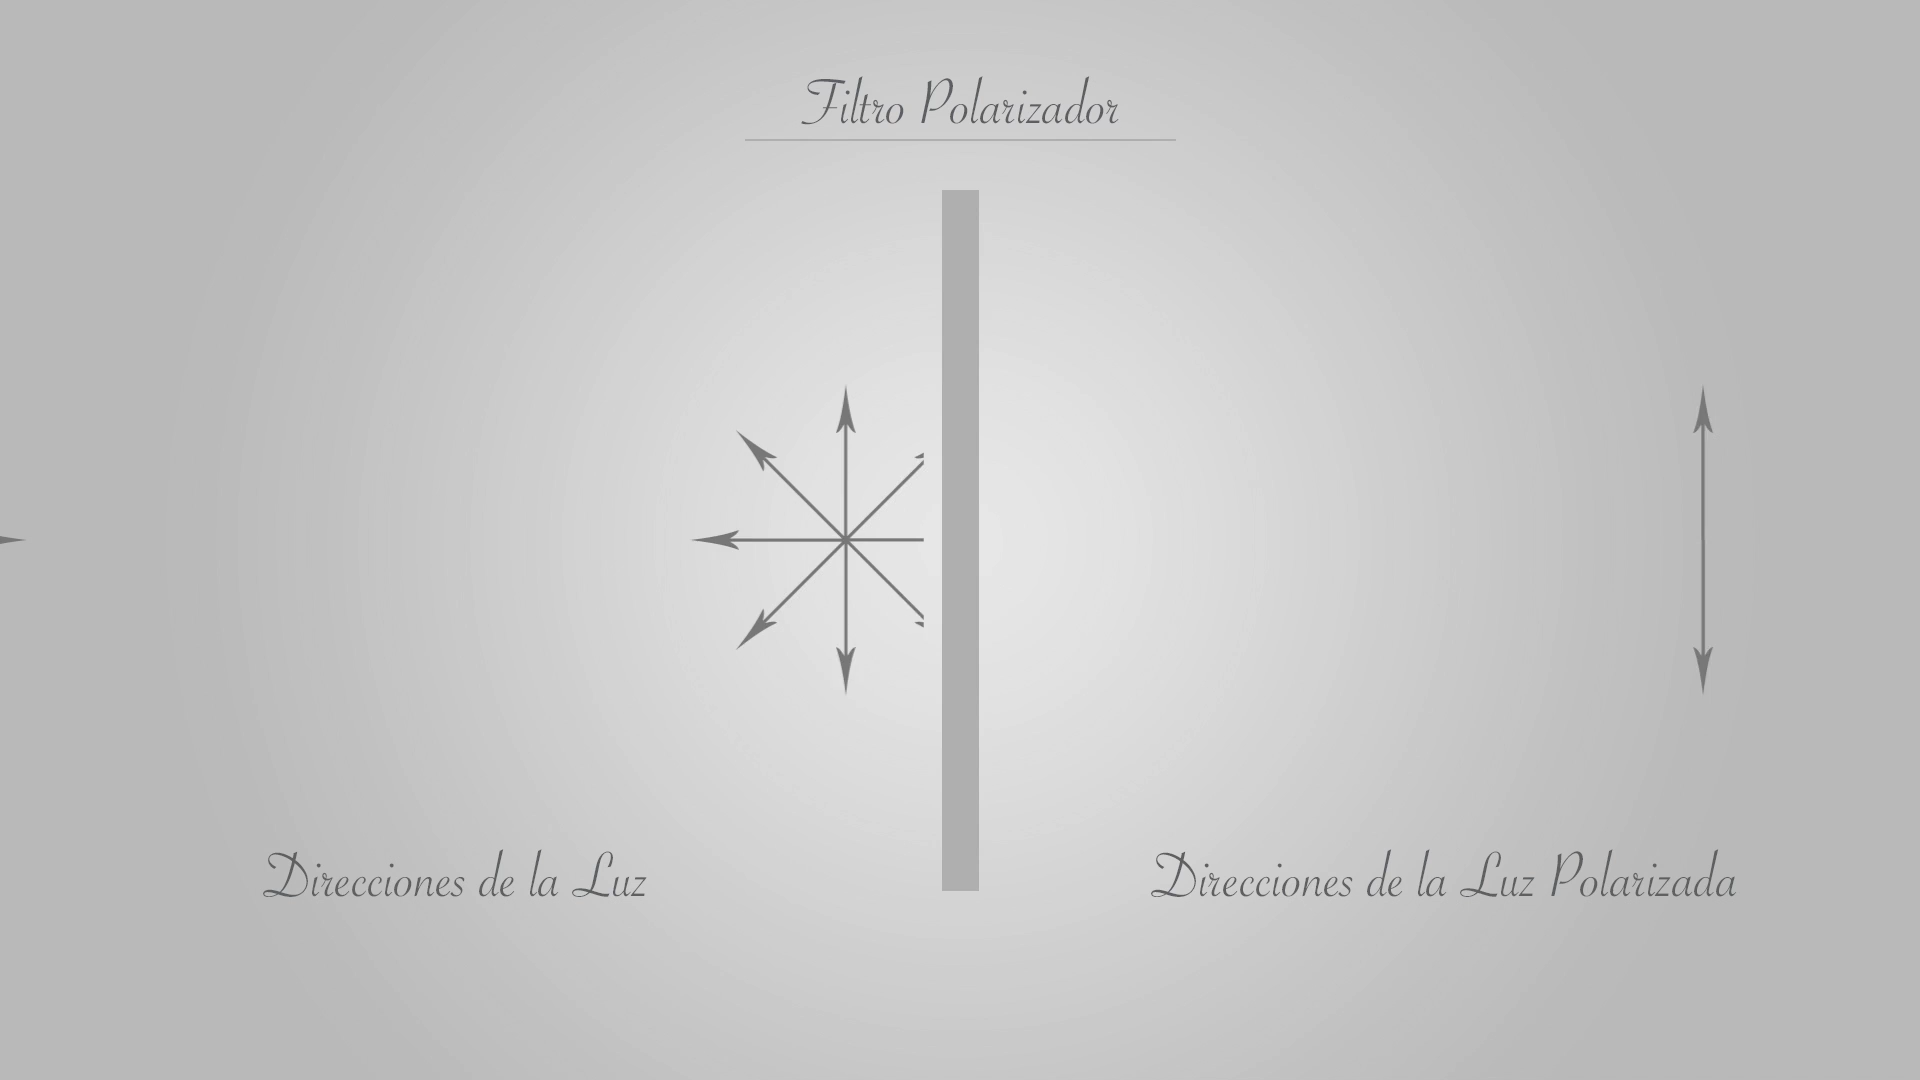 Filtro Polarizador
Direcciones de la Luz
Direcciones de la Luz Polarizada